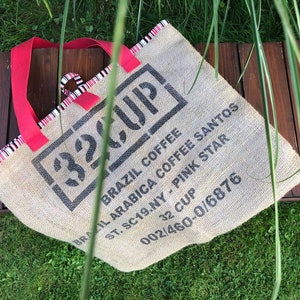 32CUP
BRAZIL COFFEE
BRAZIL ARABICA COFFEE SANTOS
ST. SC19.NY - PINK STAR
32 CUP
002/460-0/6876